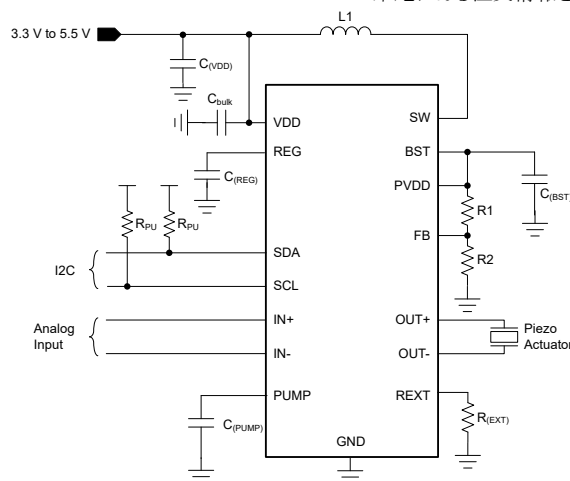 L1
3.3 V to 5.5 V
C(VDD)
Cbulk
VDD
SW
REG
BST
C(REG)
PVDD
C(BST)
RPU
RPU
R1
FB
SDA
R2
I2C
SCL
IN+
OUT+
Analog
Input
Piezo
Actuator
IN-
OUT-
PUMP
REXT
C(PUMP)
R(EXT)
GND